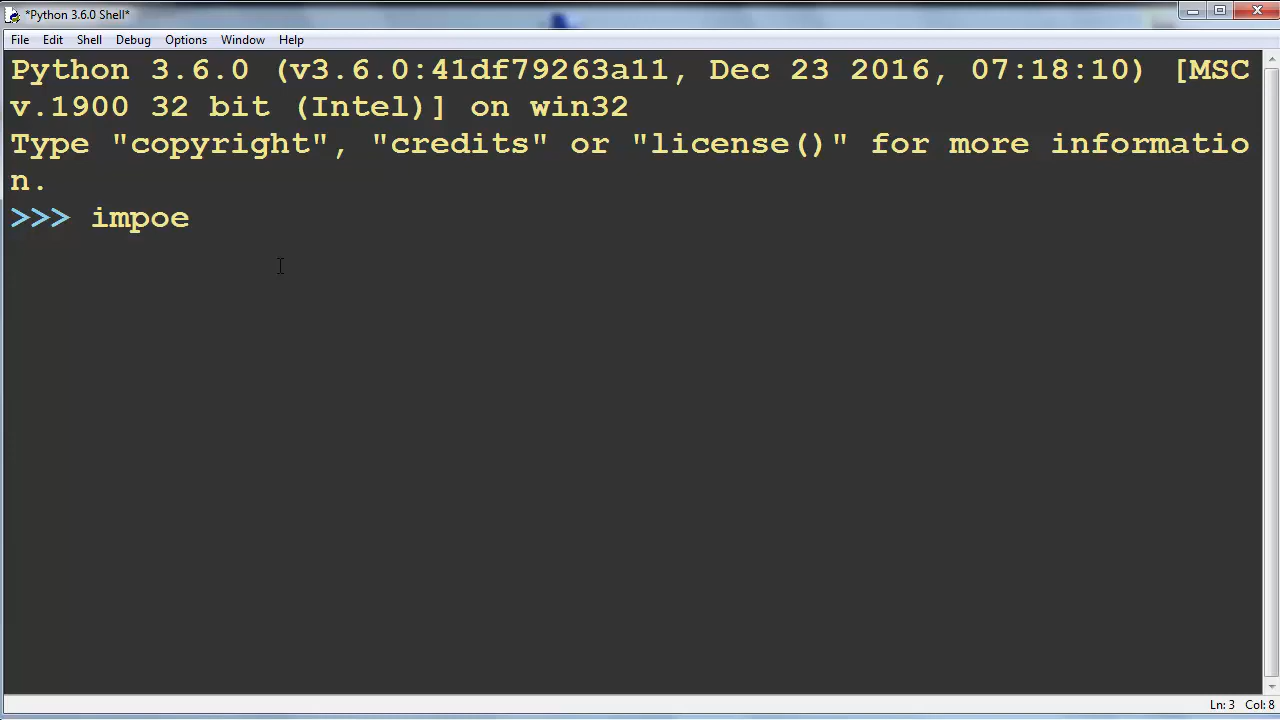 *Python 3.6.0 Shell*
File Edit Shell Debug Options Window Help
Python 3.6.0 (v3.6.0:41df79263a11, Dec 23 2016, 07:18:10) [MSC
v.1900 32 bit (Intel)] on win32
Type "copyright", "credits" or "license()" for more informatio
n.
>>> impoe
Ln: 3 Col: 8